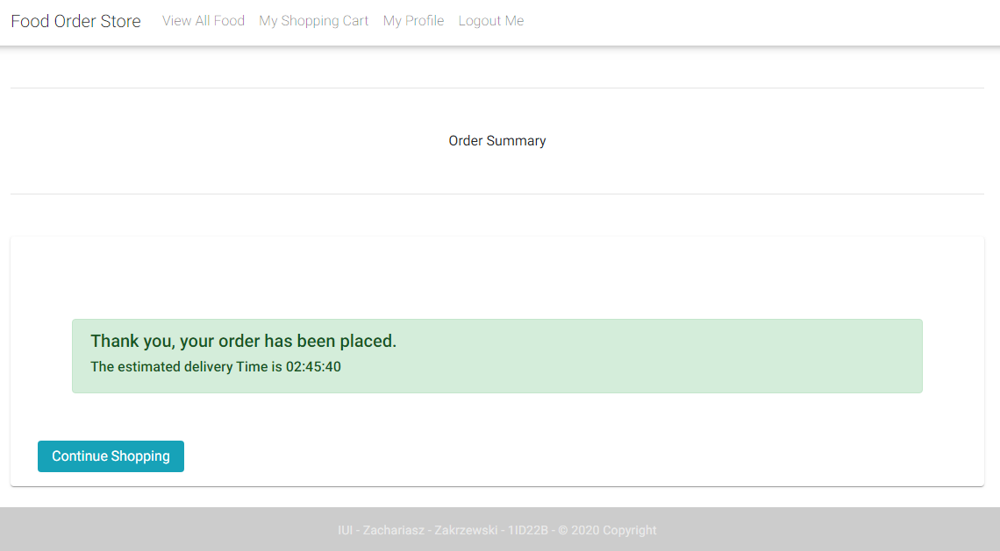 Food Order Store View All Food My Shopping Cart My Profile Logout Me
Order Summary
Thank you, your order has been placed.
The estimated delivery Time is 02:45:40
Continue Shopping
IUI - Zachariasz - Zakrzewski - 1ID22B - © 2020 Copyright